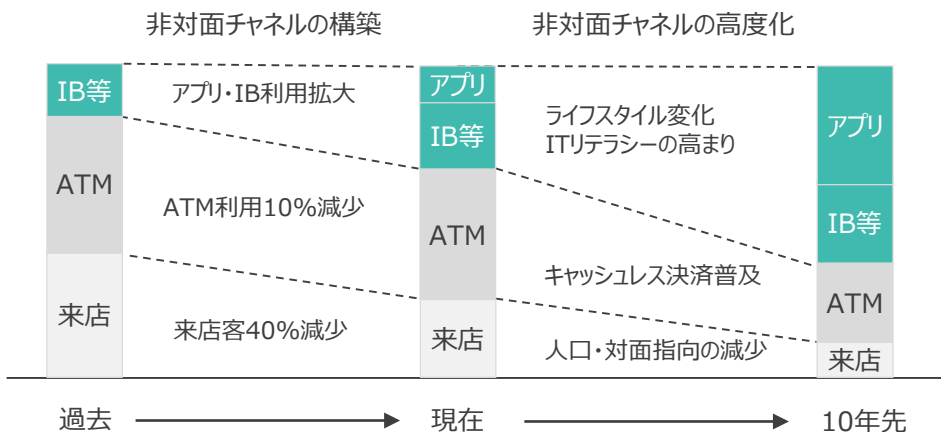 非対面チャネルの構築
非対面チャネルの高度化
IB等
ATM
来店
アプリ・IB利用拡大
ATM利用10%減少
来店客40%減少
アプリ
IB等
ATM
来店
ライフスタイル変化
ITリテラシーの高まり
キャッシュレス決済普及
人口・対面指向の減少
アプリ
IB等
ATM
来店
過去
現在
10年先